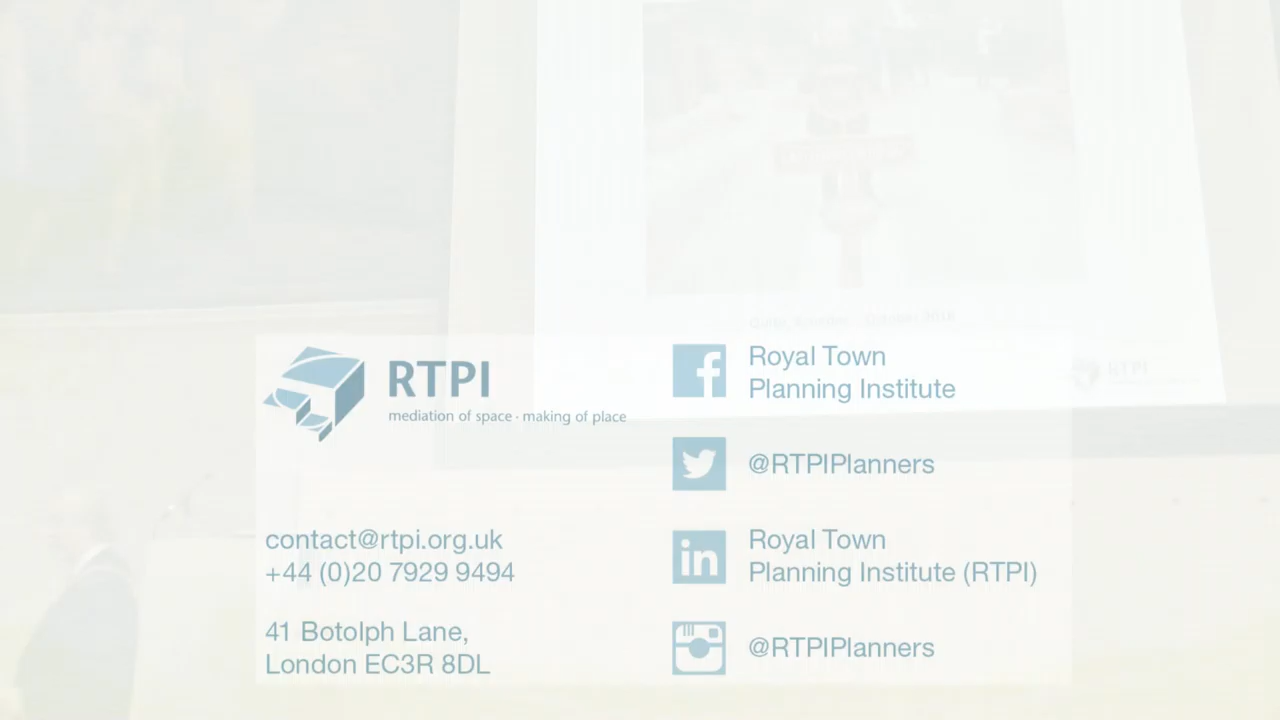 RTPI
mediation of space · making of place
contact@rtpi.org.uk
+44 (0)20 7929 9494
41 Botolph Lane,
London EC3R 8DL
Royal Town
Planning Institute
@RTPIPlanners
Royal Town
Planning Institute (RTPI)
@RTPIPlanners
RTPI